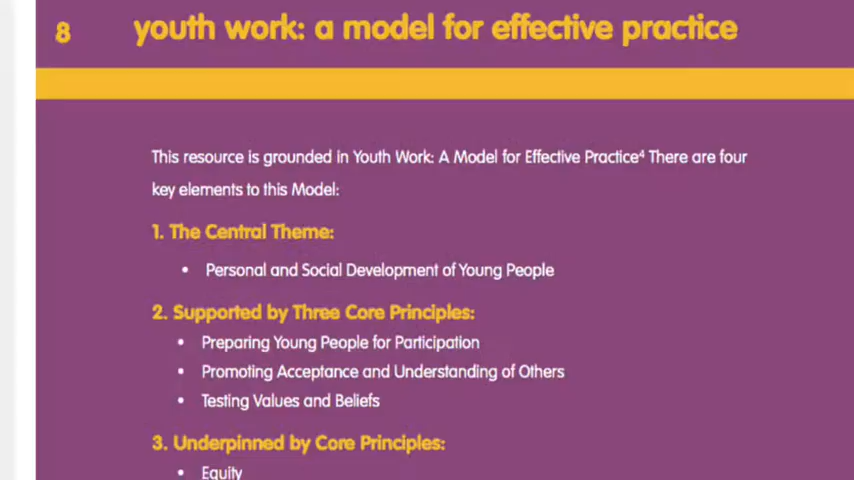 8 youth work: a model for effective practice
This resource is grounded in Youth Work: A Model for Effective Practice⁴ There are four
key elements to this Model:
1. The Central Theme:
• Personal and Social Development of Young People
2. Supported by Three Core Principles:
• Preparing Young People for Participation
• Promoting Acceptance and Understanding of Others
• Testing Values and Beliefs
3. Underpinned by Core Principles:
• Equity